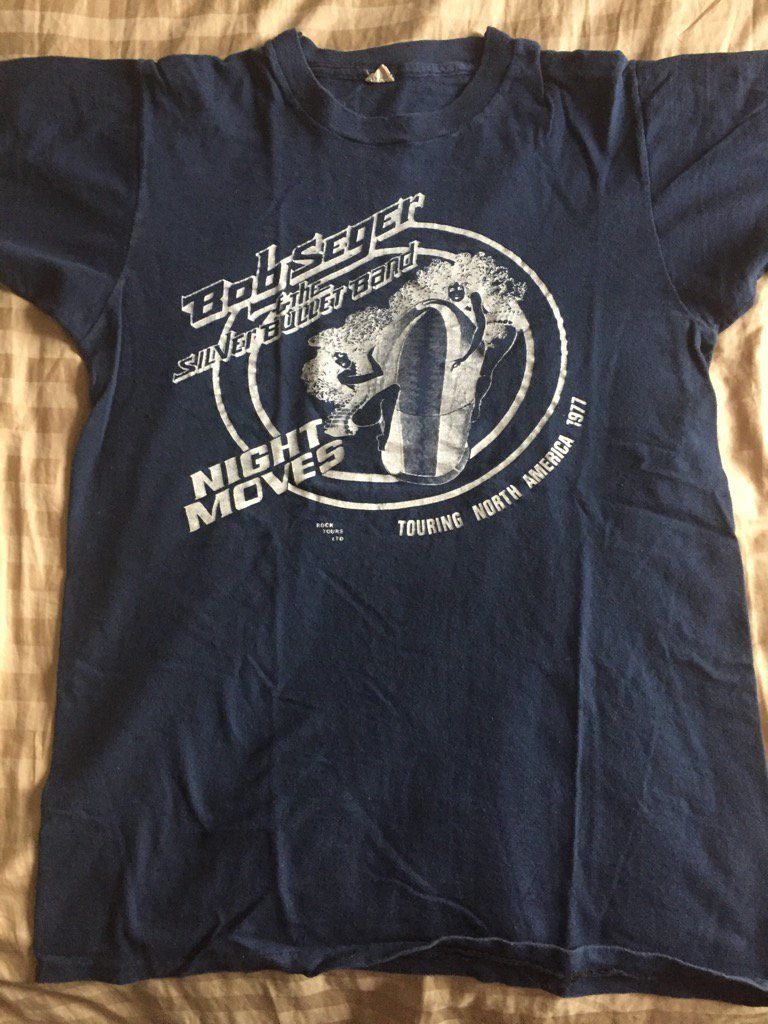 Bob Seger
& the
Silver Bullet Band
NIGHT
MOVES
TOURING NORTH AMERICA 1977
ROCK
TOURS
LTD